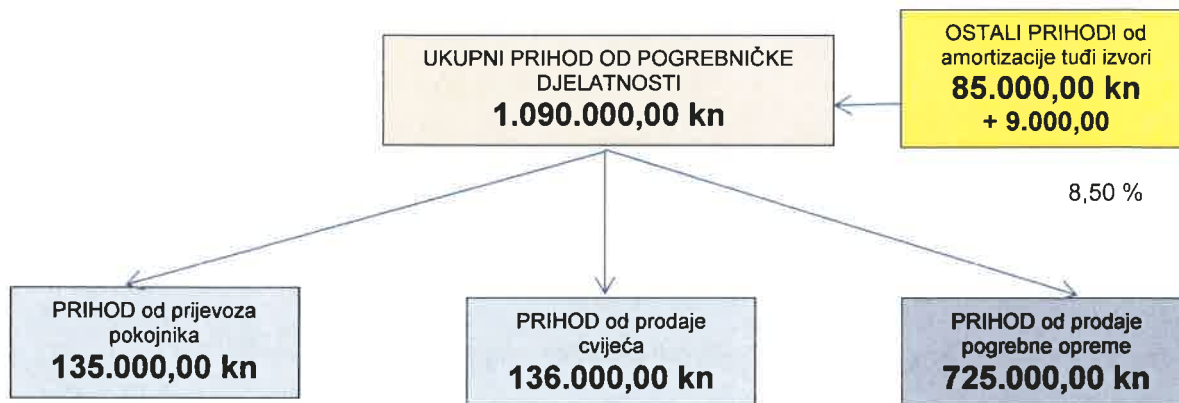 UKUPNI PRIHOD OD POGREBNIČKE
DJELATNOSTI
1.090.000,00 kn
OSTALI PRIHODI od
amortizacije tuđi izvori
85.000,00 kn
+ 9.000,00
8,50 %
PRIHOD od prijevoza
pokojnika
135.000,00 kn
PRIHOD od prodaje
cvijeća
136.000,00 kn
PRIHOD od prodaje
pogrebne opreme
725.000,00 kn